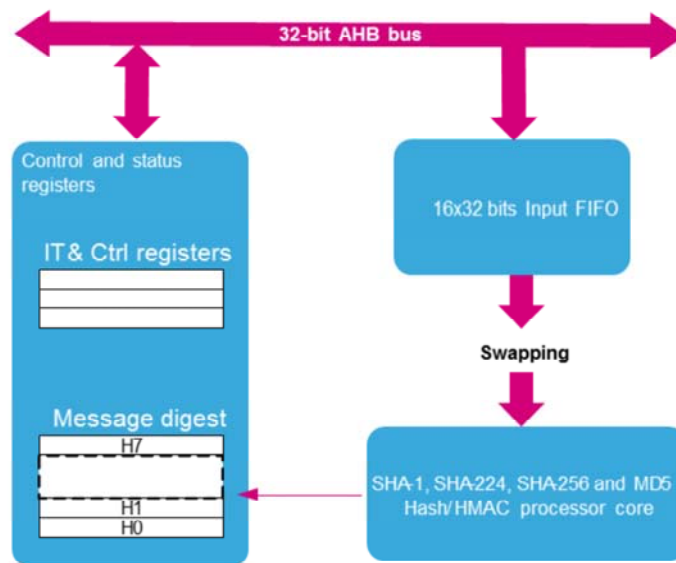 32-bit AHB bus
Control and status
registers
IT& Ctrl registers
Message digest
H7
H1
H0
16x32 bits Input FIFO
Swapping
SHA-1, SHA-224, SHA-256 and MD5
Hash/HMAC processor core